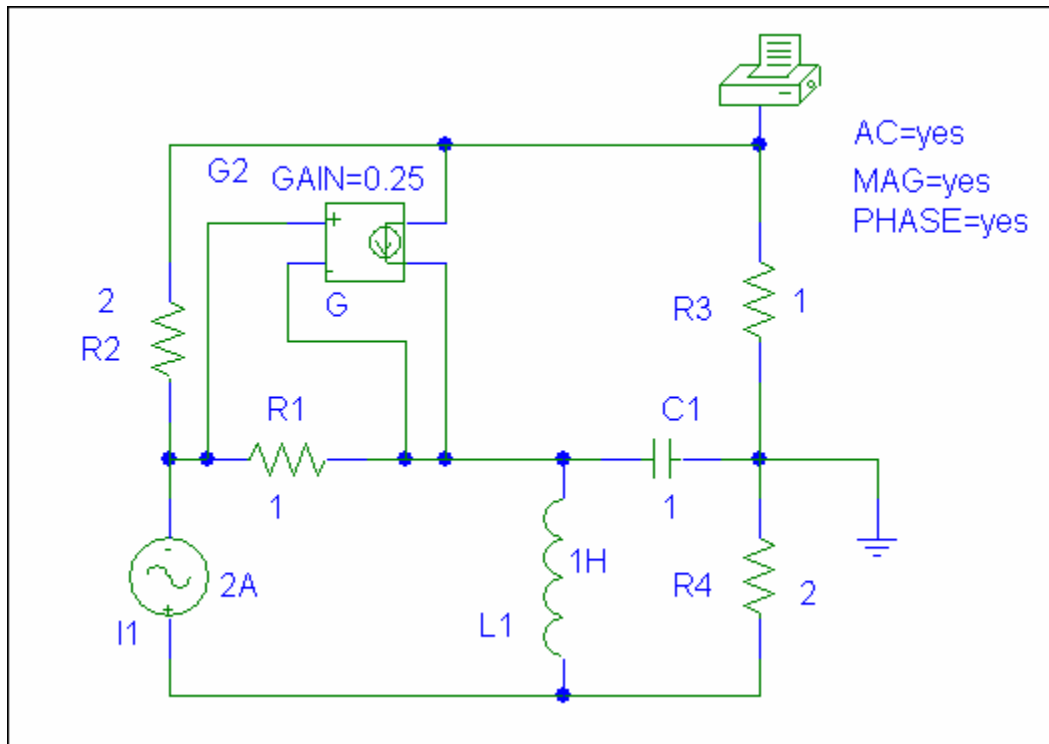 AC=yes
G2
GAIN=0.25
MAG=yes
PHASE=yes
+
-
G
2
R2
R3
1
R1
C1
1
1
-
2A
+
I1
1H
L1
R4
2